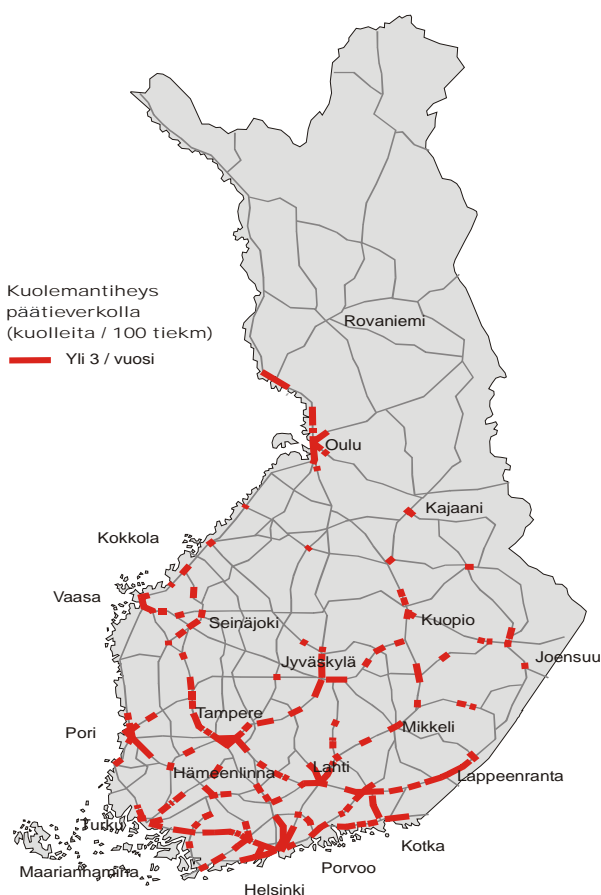 Kuolemantiheys
päätieverkolla
(kuolleita / 100 tiekm)
Yli 3 / vuosi
Rovaniemi
Oulu
Kajaani
Kokkola
Vaasa
Seinäjoki
Kuopio
Joensuu
Jyväskylä
Tampere
Pori
Mikkeli
Hämeenlinna
Lahti
Lappeenranta
Turku
Kotka
Maarianhamina
Porvoo
Helsinki